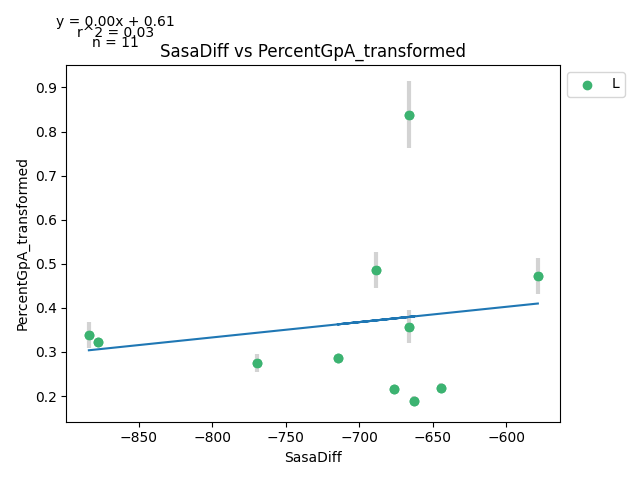 y = 0.00x + 0.61
r^2 = 0.03
n = 11
SasaDiff vs PercentGpA_transformed
L
PercentGpA_transformed
0.9
0.8
0.7
0.6
0.5
0.4
0.3
0.2
−850
−800
−750
−700
−650
−600
SasaDiff